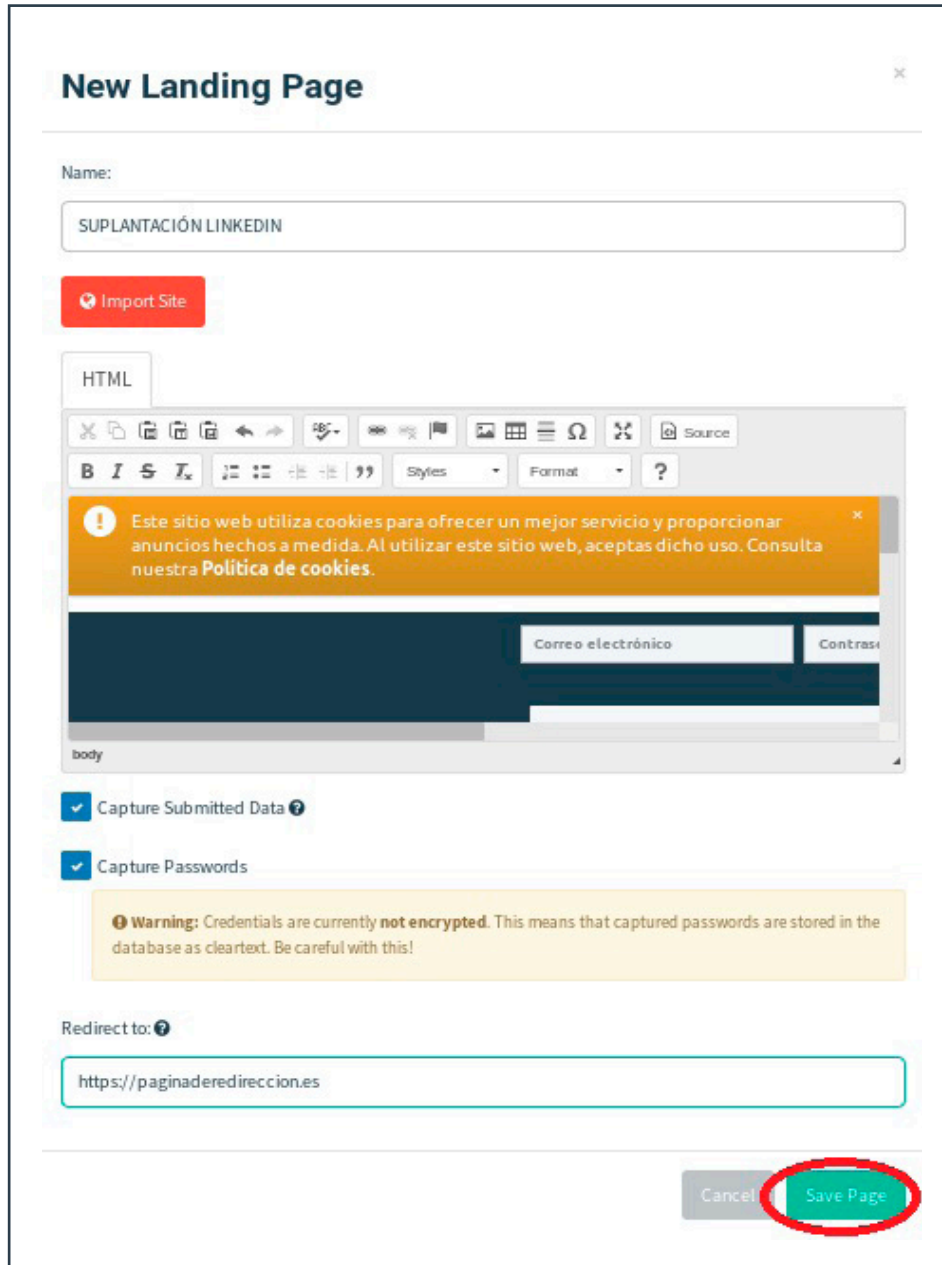 New Landing Page
×
Name:
SUPLANTACIÓN LINKEDIN
Import Site
HTML
Source
B I S Tx Styles Format ?
Este sitio web utiliza cookies para ofrecer un mejor servicio y proporcionar ×
anuncios hechos a medida. Al utilizar este sitio web, aceptas dicho uso. Consulta
nuestra Política de cookies.
Correo electrónico Contrase
body
Capture Submitted Data ?
Capture Passwords
Warning: Credentials are currently not encrypted. This means that captured passwords are stored in the
database as cleartext. Be careful with this!
Redirect to: ?
https://paginaderedireccion.es
Cancel Save Page